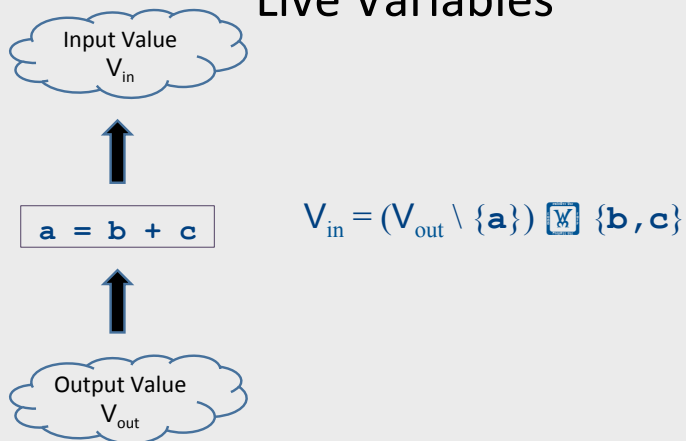 Live Variables
Input Value
Vin
a = b + c
Vin = (Vout \ {a}) {b,c}
Output Value
Vout